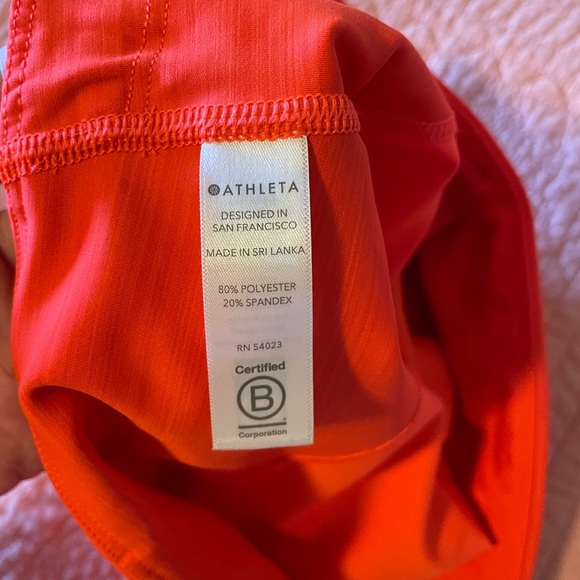 ATHLETA
DESIGNED IN
SAN FRANCISCO
MADE IN SRI LANKA
80% POLYESTER
20% SPANDEX
RN 54023
Certified
B
Corporation